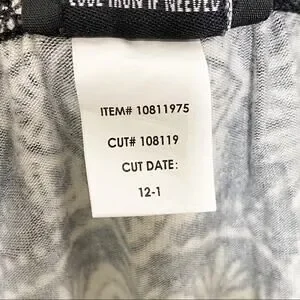 COOL IRON IF NEEDED
ITEM# 10811975
CUT# 108119
CUT DATE:
12-1